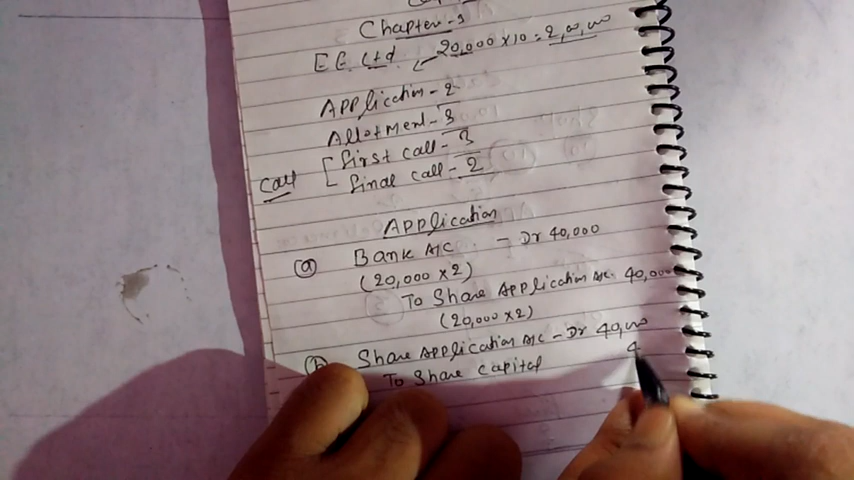 Chapter-3
E.G. Ltd. 20,000 x 10 = 2,00,000
Application - 2
Allotment - 3
Call [ First call - 3
Final call - 2
Application
(a) Bank A/C - Dr 40,000
(20,000 x 2)
To Share Application A/C 40,000
(20,000 x 2)
(b) Share Application A/C - Dr 40,000
To Share Capital 4